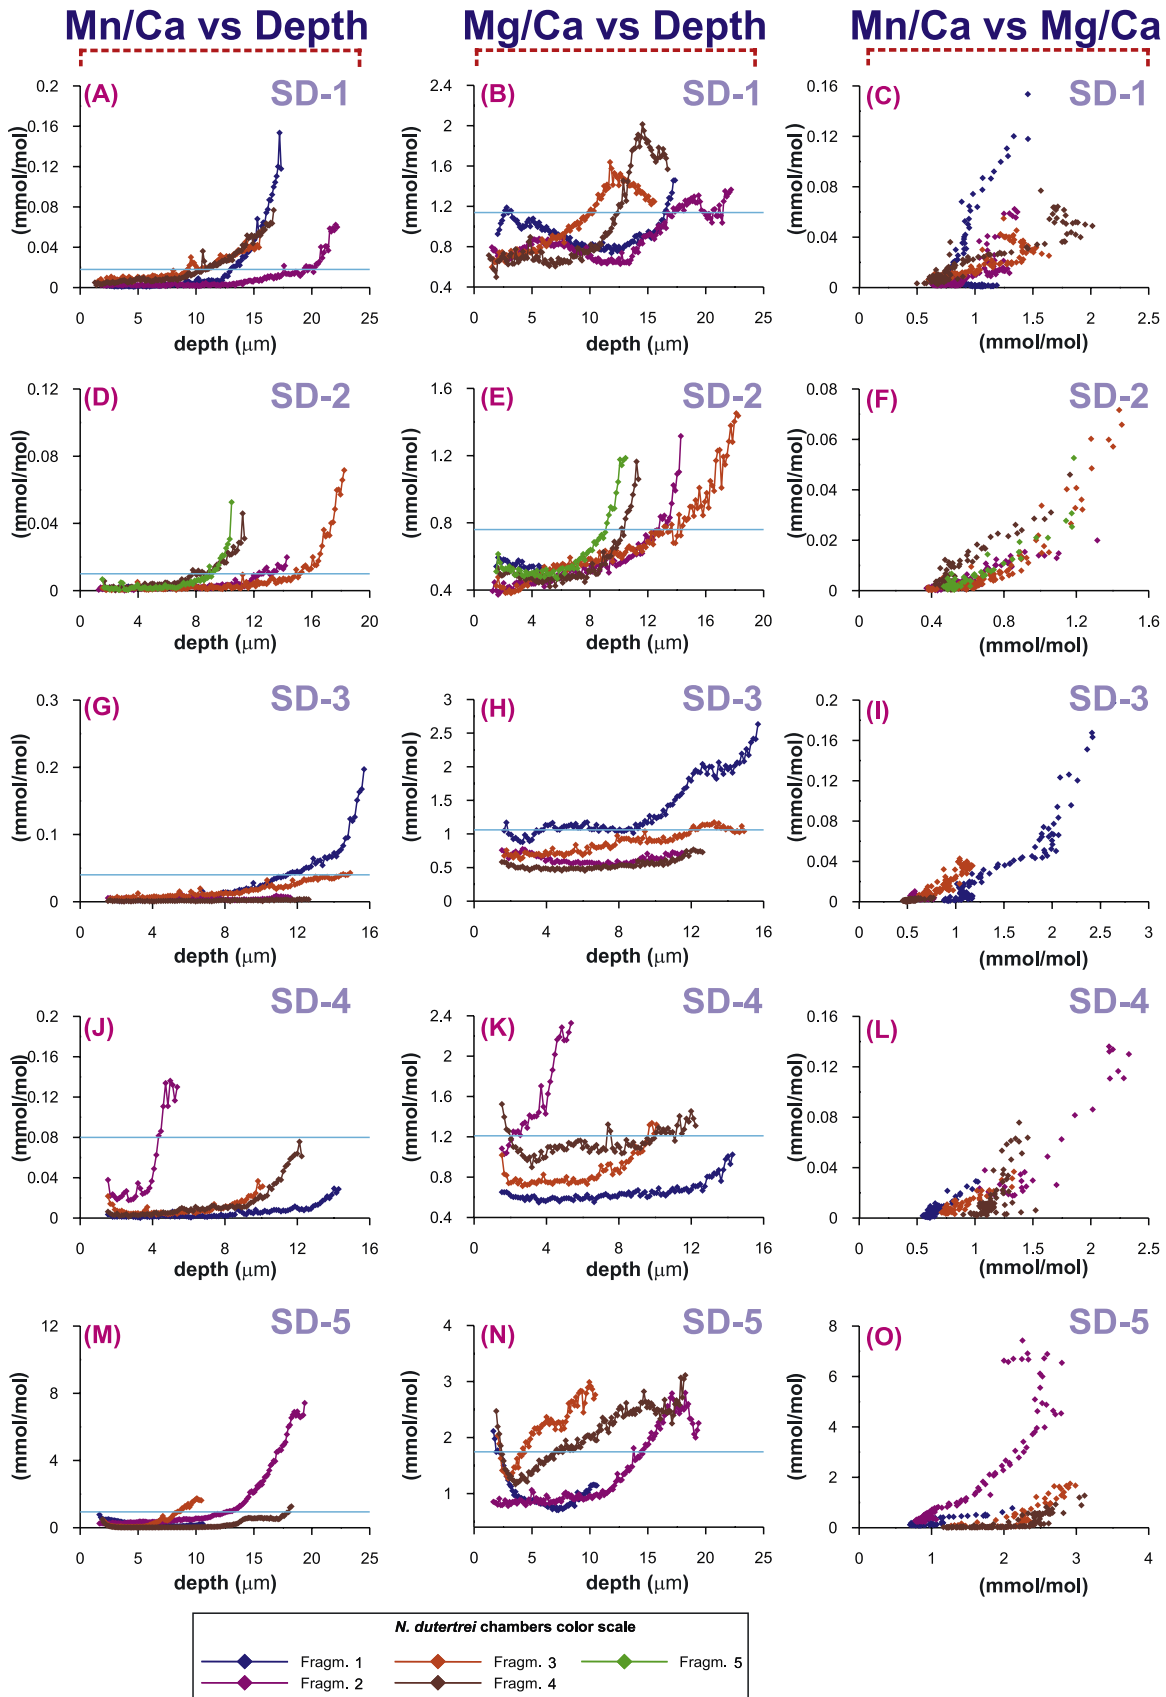 Mn/Ca vs Depth
Mg/Ca vs Depth
Mn/Ca vs Mg/Ca
(A)
SD-1
(mmol/mol)
0.2
0.16
0.12
0.08
0.04
0
0 5 10 15 20 25
depth (μm)
(B)
SD-1
(mmol/mol)
2.4
2
1.6
1.2
0.8
0.4
0 5 10 15 20 25
depth (μm)
(C)
SD-1
(mmol/mol)
0.16
0.12
0.08
0.04
0
0 0.5 1 1.5 2 2.5
(mmol/mol)
(D)
SD-2
(mmol/mol)
0.12
0.08
0.04
0
0 4 8 12 16 20
depth (μm)
(E)
SD-2
(mmol/mol)
1.6
1.2
0.8
0.4
0 4 8 12 16 20
depth (μm)
(F)
SD-2
(mmol/mol)
0.08
0.06
0.04
0.02
0
0 0.4 0.8 1.2 1.6
(mmol/mol)
(G)
SD-3
(mmol/mol)
0.3
0.2
0.1
0
0 4 8 12 16
depth (μm)
(H)
SD-3
(mmol/mol)
3
2.5
2
1.5
1
0.5
0
0 4 8 12 16
depth (μm)
(I)
SD-3
(mmol/mol)
0.2
0.16
0.12
0.08
0.04
0
0 0.5 1 1.5 2 2.5 3
(mmol/mol)
(J)
SD-4
(mmol/mol)
0.2
0.16
0.12
0.08
0.04
0
0 4 8 12 16
depth (μm)
(K)
SD-4
(mmol/mol)
2.4
2
1.6
1.2
0.8
0.4
0 4 8 12 16
depth (μm)
(L)
SD-4
(mmol/mol)
0.16
0.12
0.08
0.04
0
0 0.5 1 1.5 2 2.5
(mmol/mol)
(M)
SD-5
(mmol/mol)
12
8
4
0
0 5 10 15 20 25
depth (μm)
(N)
SD-5
(mmol/mol)
4
3
2
1
0 5 10 15 20 25
depth (μm)
(O)
SD-5
(mmol/mol)
8
6
4
2
0
0 1 2 3 4
(mmol/mol)
N. dutertrei chambers color scale
Fragm. 1
Fragm. 3
Fragm. 5
Fragm. 2
Fragm. 4